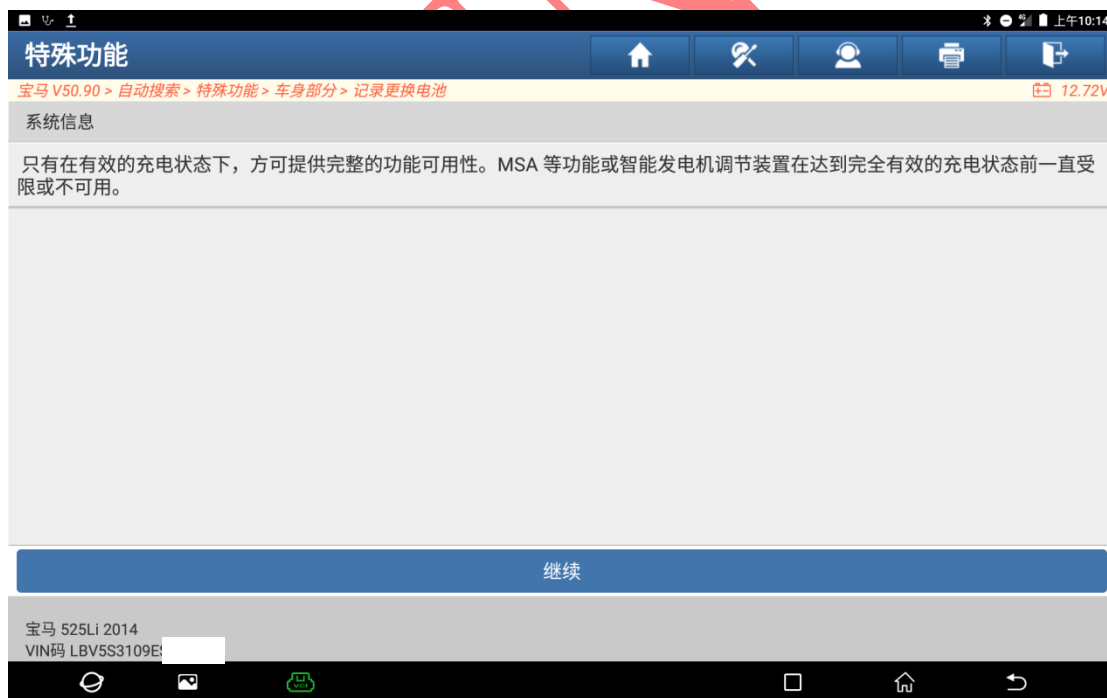 上午10:14
特殊功能
宝马 V50.90 > 自动搜索 > 特殊功能 > 车身部分 > 记录更换电池
12.72V
系统信息
只有在有效的充电状态下，方可提供完整的功能可用性。MSA 等功能或智能发电机调节装置在达到完全有效的充电状态前一直受
限或不可用。
继续
宝马 525Li 2014
VIN码 LBV5S3109E
VCI